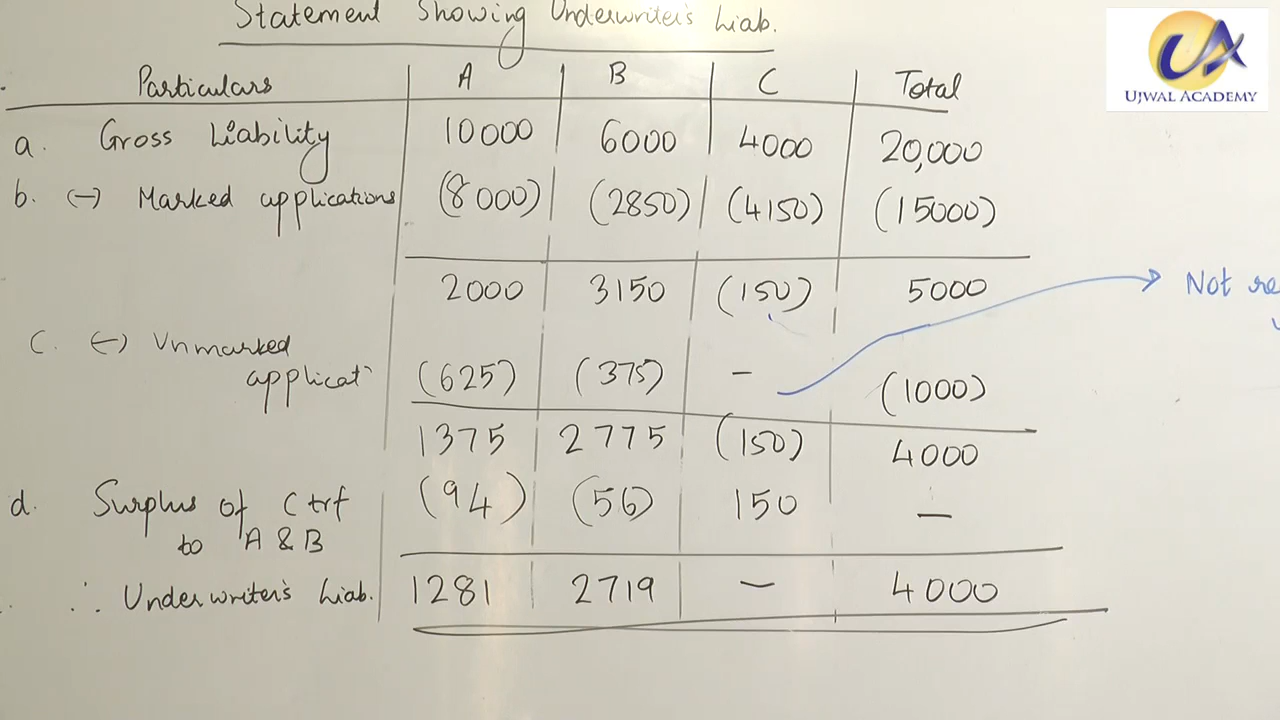 Statement Showing Underwriter's Liab.
UJWAL ACADEMY
Particulars A B C Total
a. Gross Liability 10000 6000 4000 20,000
b. (-) Marked applications (8000) (2850) (4150) (15000)
2000 3150 (150) 5000
Not re
c. (-) Unmarked
applicatⁿ (625) (375) — (1000)
1375 2775 (150) 4000
d. Surplus of C trf (94) (56) 150 —
to A & B
∴ Underwriter's Liab. 1281 2719 — 4000